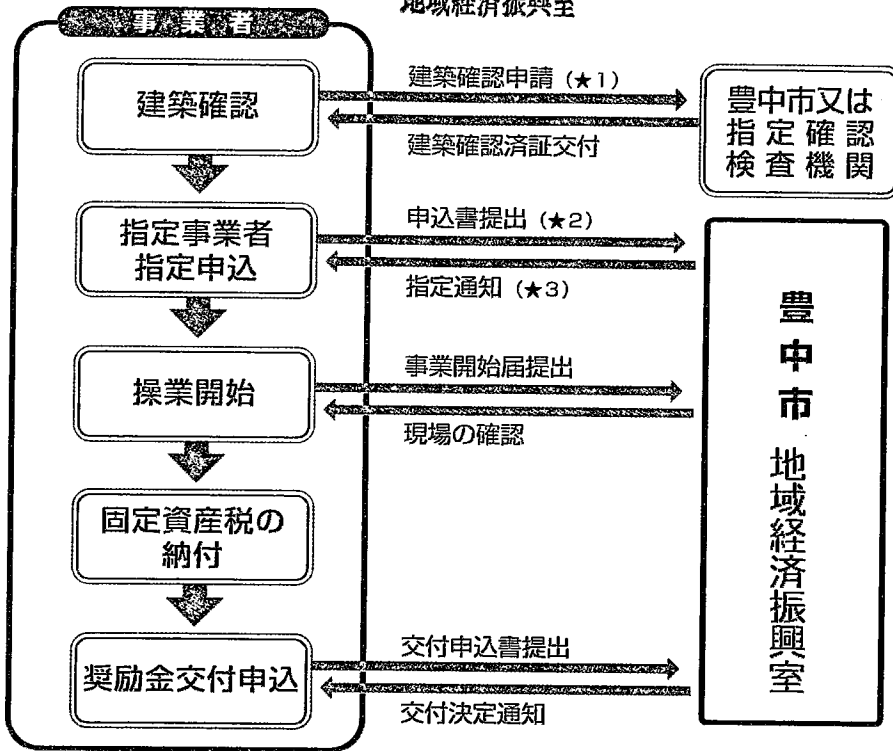 地域経済振興室
事業者
建築確認
建築確認申請（★1）
建築確認済証交付
豊中市又は
指定確認
検査機関
指定事業者
指定申込
申込書提出（★2）
指定通知（★3）
操業開始
事業開始届提出
現場の確認
固定資産税の
納付
奨励金交付申込
交付申込書提出
交付決定通知
豊中市 地域経済振興室